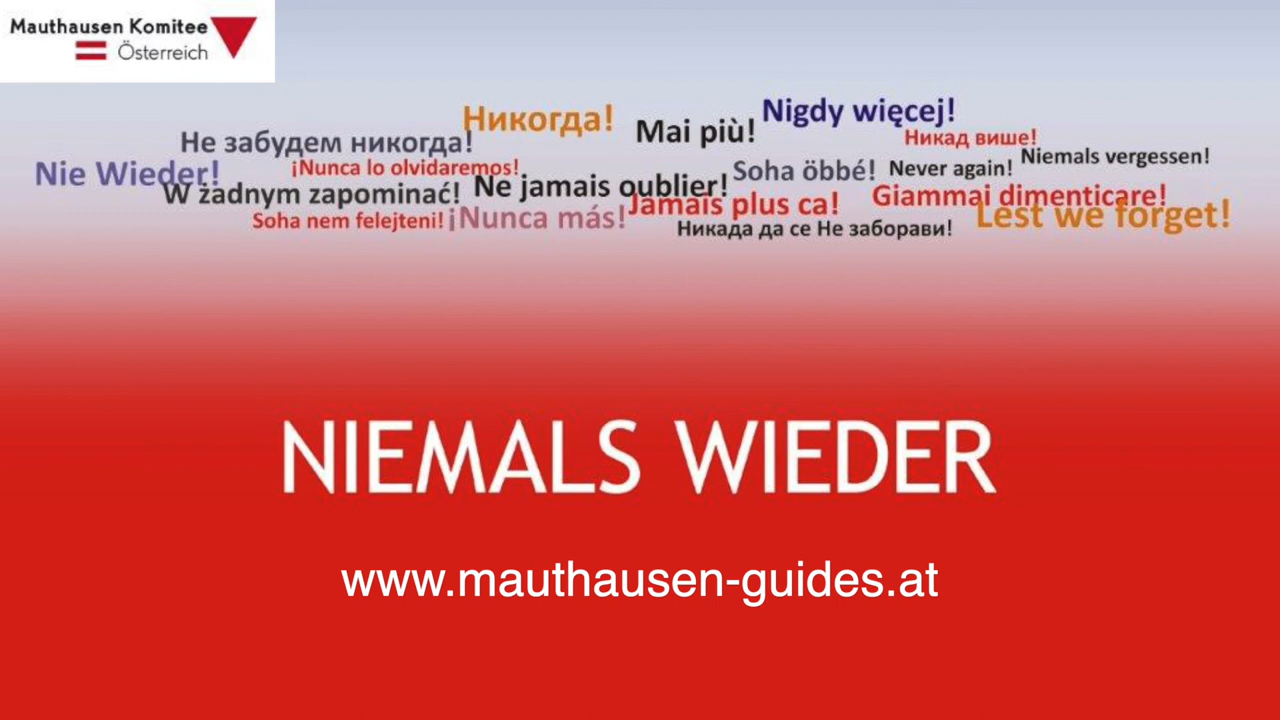 Mauthausen Komitee
Österreich
Никогда!
Mai più!
Nigdy więcej!
Не забудем никогда!
Никад више!
Nie Wieder!
¡Nunca lo olvidaremos!
Soha öbbé!
Never again!
Niemals vergessen!
W żadnym zapominać!
Ne jamais oublier!
Jamais plus ca!
Giammai dimenticare!
Soha nem felejteni!
¡Nunca más!
Никада да се Не заборави!
Lest we forget!
NIEMALS WIEDER
www.mauthausen-guides.at